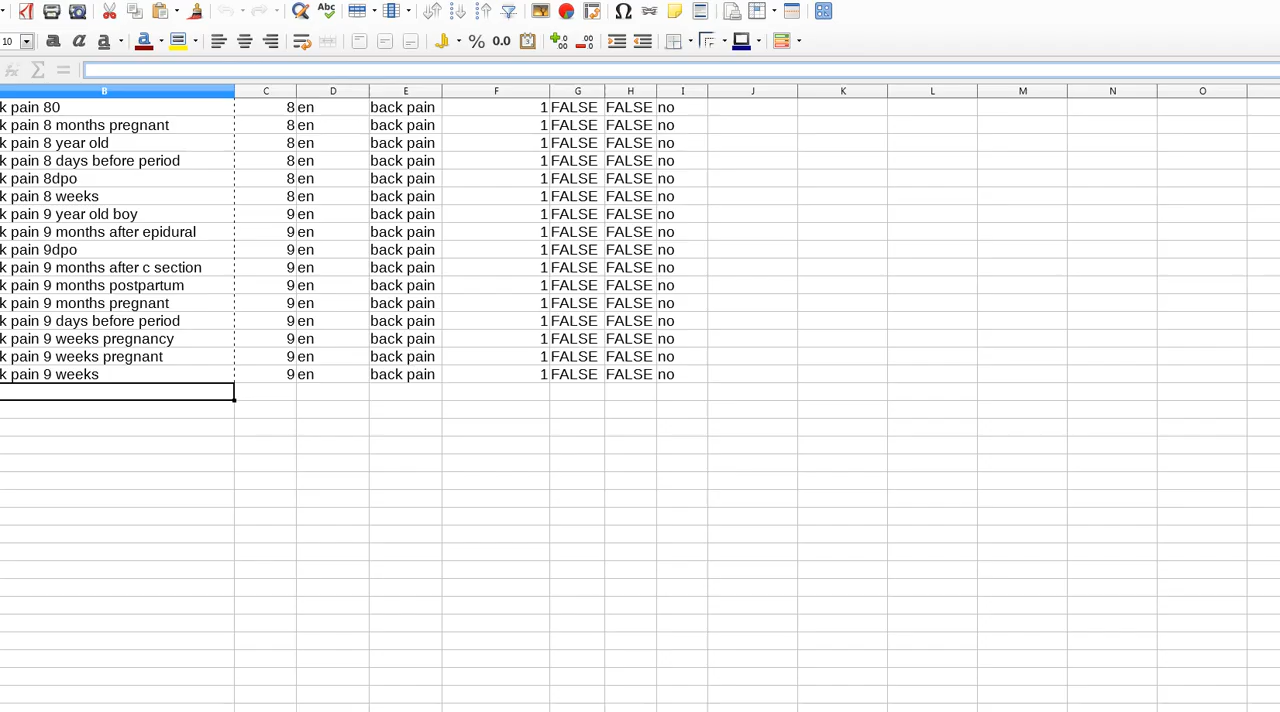 Abc
10 a a a a % 0.0
B C D E F G H I J K L M N O
k pain 80 8 en back pain 1 FALSE FALSE no
k pain 8 months pregnant 8 en back pain 1 FALSE FALSE no
k pain 8 year old 8 en back pain 1 FALSE FALSE no
k pain 8 days before period 8 en back pain 1 FALSE FALSE no
k pain 8dpo 8 en back pain 1 FALSE FALSE no
k pain 8 weeks 8 en back pain 1 FALSE FALSE no
k pain 9 year old boy 9 en back pain 1 FALSE FALSE no
k pain 9 months after epidural 9 en back pain 1 FALSE FALSE no
k pain 9dpo 9 en back pain 1 FALSE FALSE no
k pain 9 months after c section 9 en back pain 1 FALSE FALSE no
k pain 9 months postpartum 9 en back pain 1 FALSE FALSE no
k pain 9 months pregnant 9 en back pain 1 FALSE FALSE no
k pain 9 days before period 9 en back pain 1 FALSE FALSE no
k pain 9 weeks pregnancy 9 en back pain 1 FALSE FALSE no
k pain 9 weeks pregnant 9 en back pain 1 FALSE FALSE no
k pain 9 weeks 9 en back pain 1 FALSE FALSE no